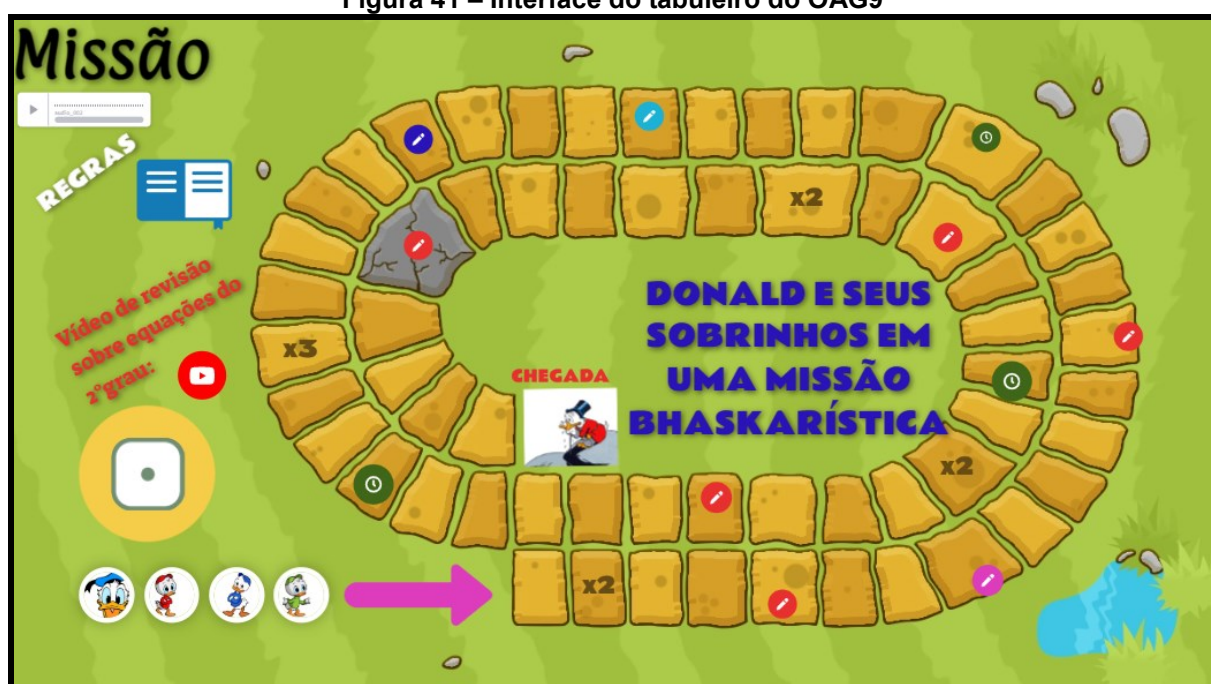 Figura 41 – Interface do tabuleiro do OAG9
Missão
REGRAS
Vídeo de revisão
sobre equações do
2°grau:
x2
x3
DONALD E SEUS
SOBRINHOS EM
UMA MISSÃO
BHASKARÍSTICA
CHEGADA
x2
x2